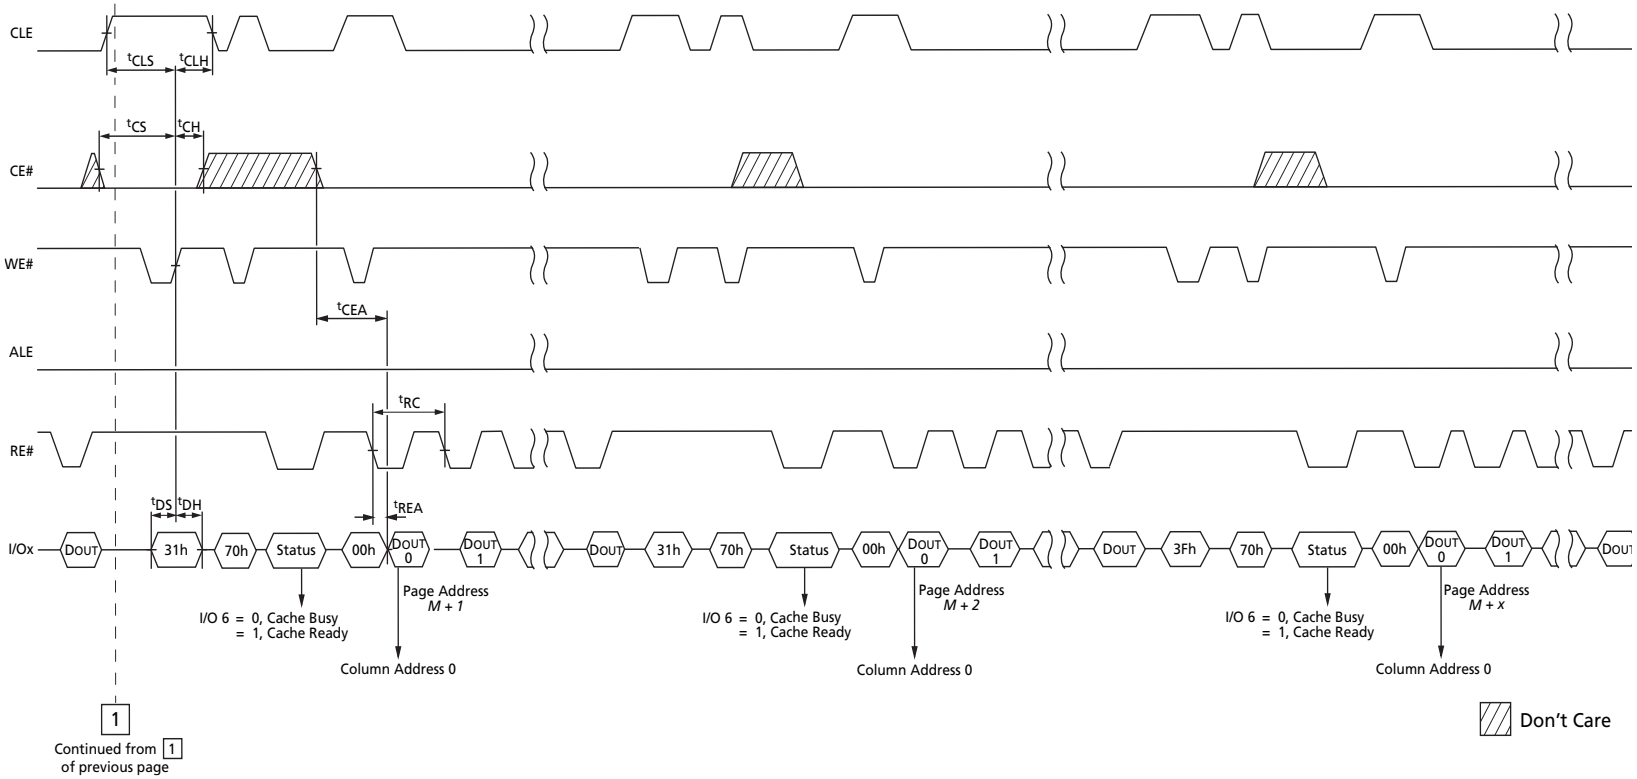 CLE
tCLS tCLH
tCS tCH
CE#
WE#
tCEA
ALE
tRC
RE#
tDS tDH
tREA
I/Ox DOUT 31h 70h Status 00h DOUT 0 DOUT 1 DOUT 31h 70h Status 00h DOUT 0 DOUT 1 DOUT 3Fh 70h Status 00h DOUT 0 DOUT 1 DOUT
Page Address
M + 1
Page Address
M + 2
Page Address
M + x
I/O 6 = 0, Cache Busy
= 1, Cache Ready
I/O 6 = 0, Cache Busy
= 1, Cache Ready
I/O 6 = 0, Cache Busy
= 1, Cache Ready
Column Address 0
Column Address 0
Column Address 0
1
Continued from 1
of previous page
Don't Care